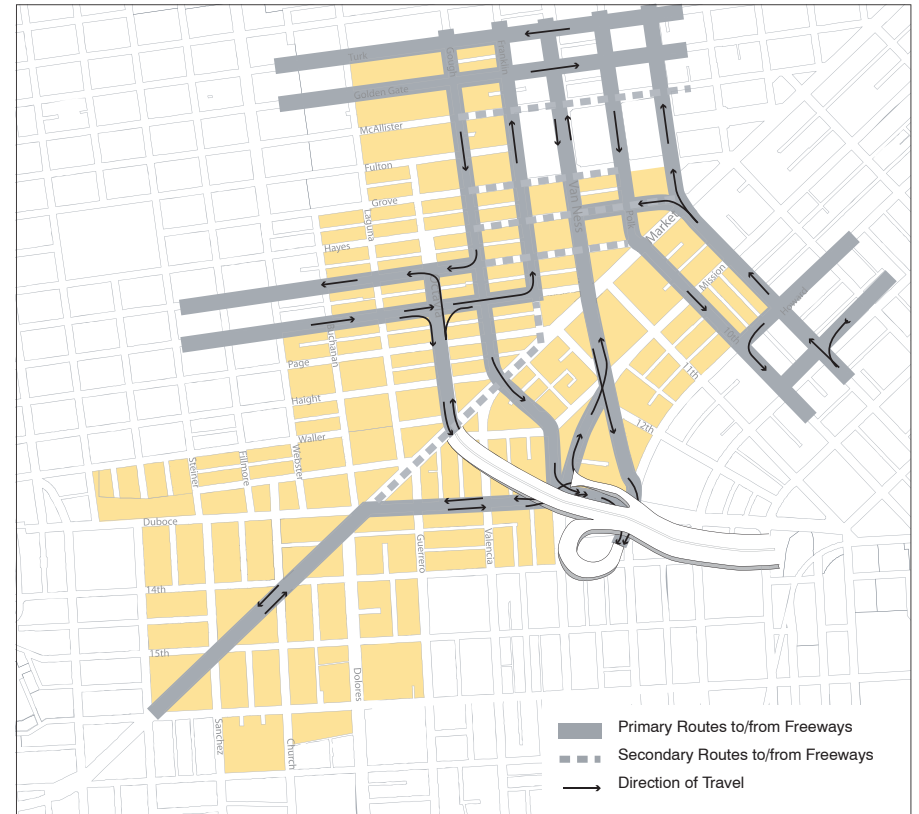 Turk
Gough
Franklin
Golden Gate
McAllister
Fulton
Grove
Laguna
Van Ness
Polk
Market
Hayes
Mission
Howard
Octavia
Buchanan
10th
Page
11th
Haight
12th
Waller
Webster
Fillmore
Steiner
Duboce
Guerrero
Valencia
14th
15th
Dolores
Sanchez
Church
Primary Routes to/from Freeways
Secondary Routes to/from Freeways
Direction of Travel